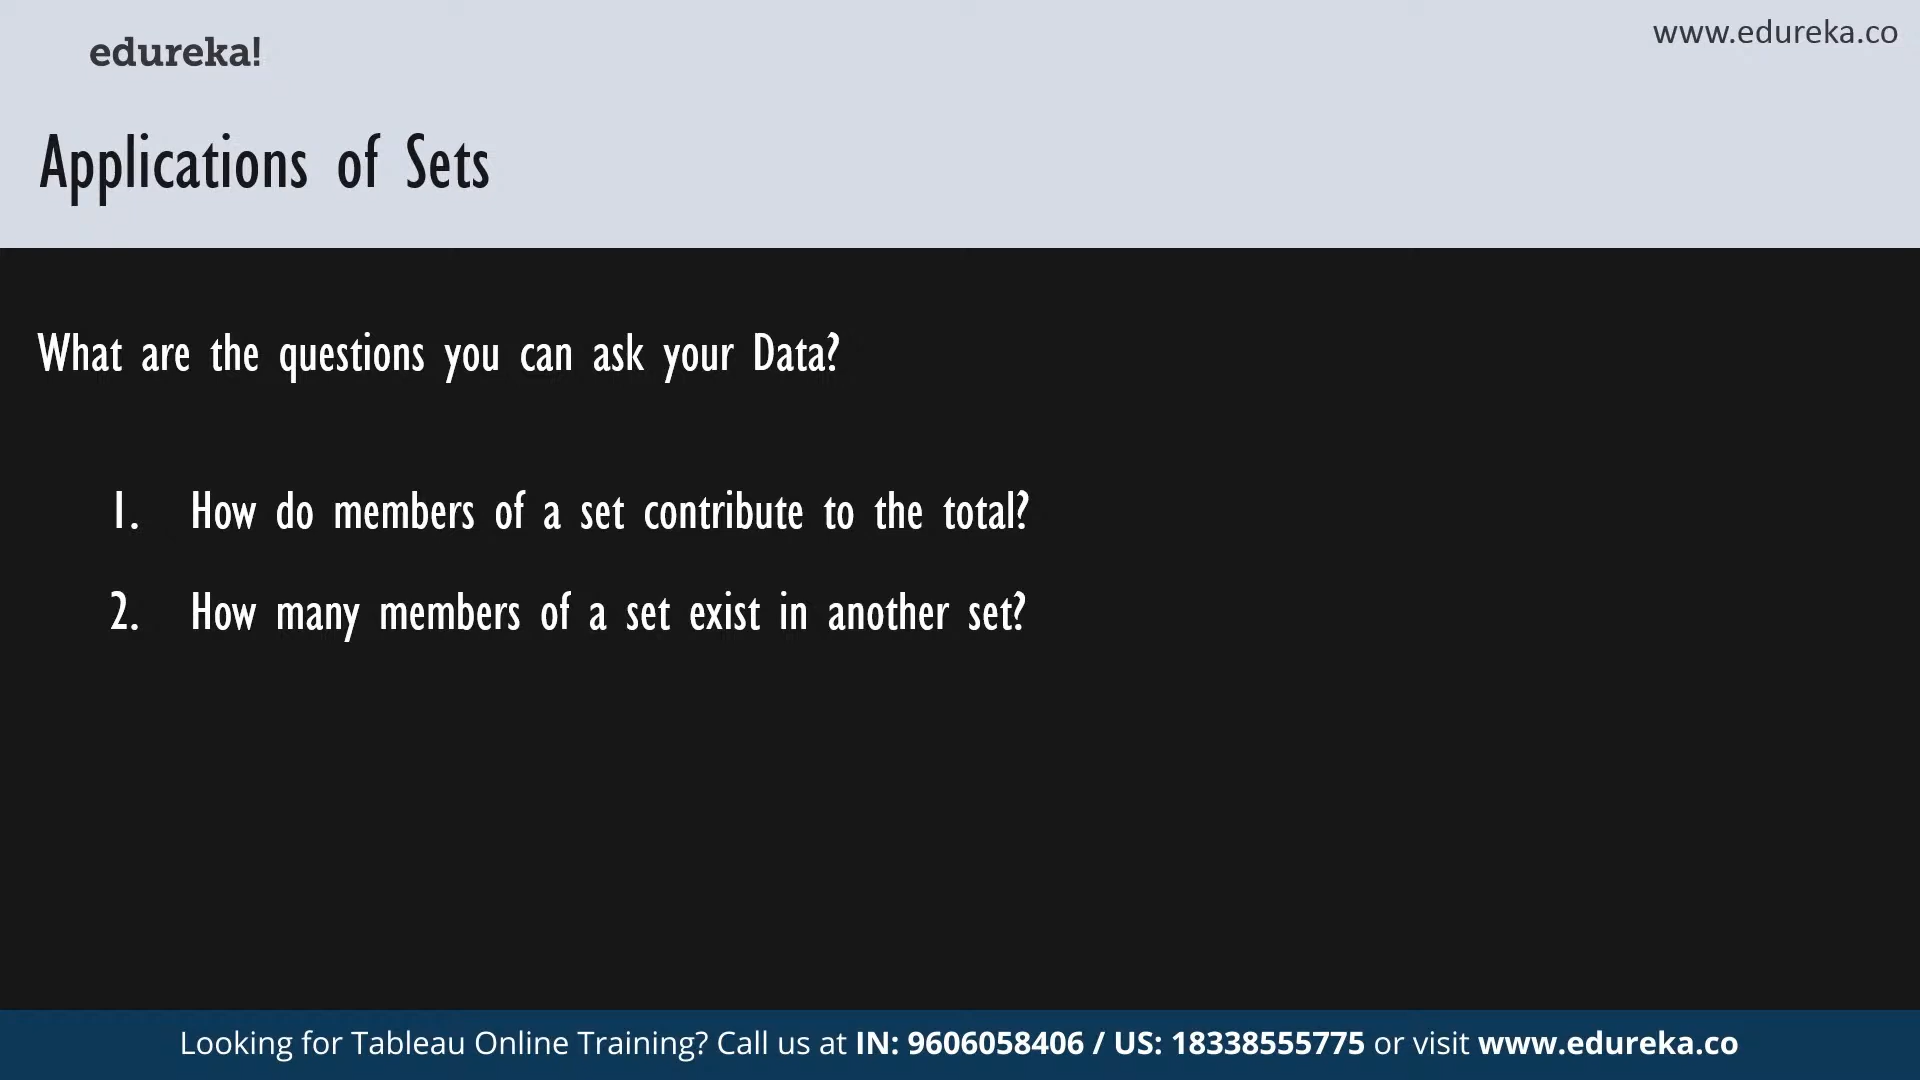 edureka!
www.edureka.co
Applications of Sets
What are the questions you can ask your Data?
1. How do members of a set contribute to the total?
2. How many members of a set exist in another set?
Looking for Tableau Online Training? Call us at IN: 9606058406 / US: 18338555775 or visit www.edureka.co